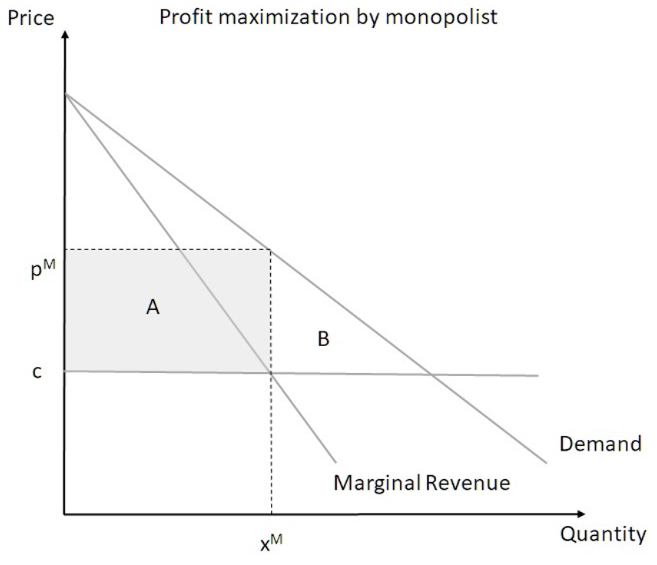 Price
Profit maximization by monopolist
pᴹ
A
B
c
Demand
Marginal Revenue
Quantity
xᴹ